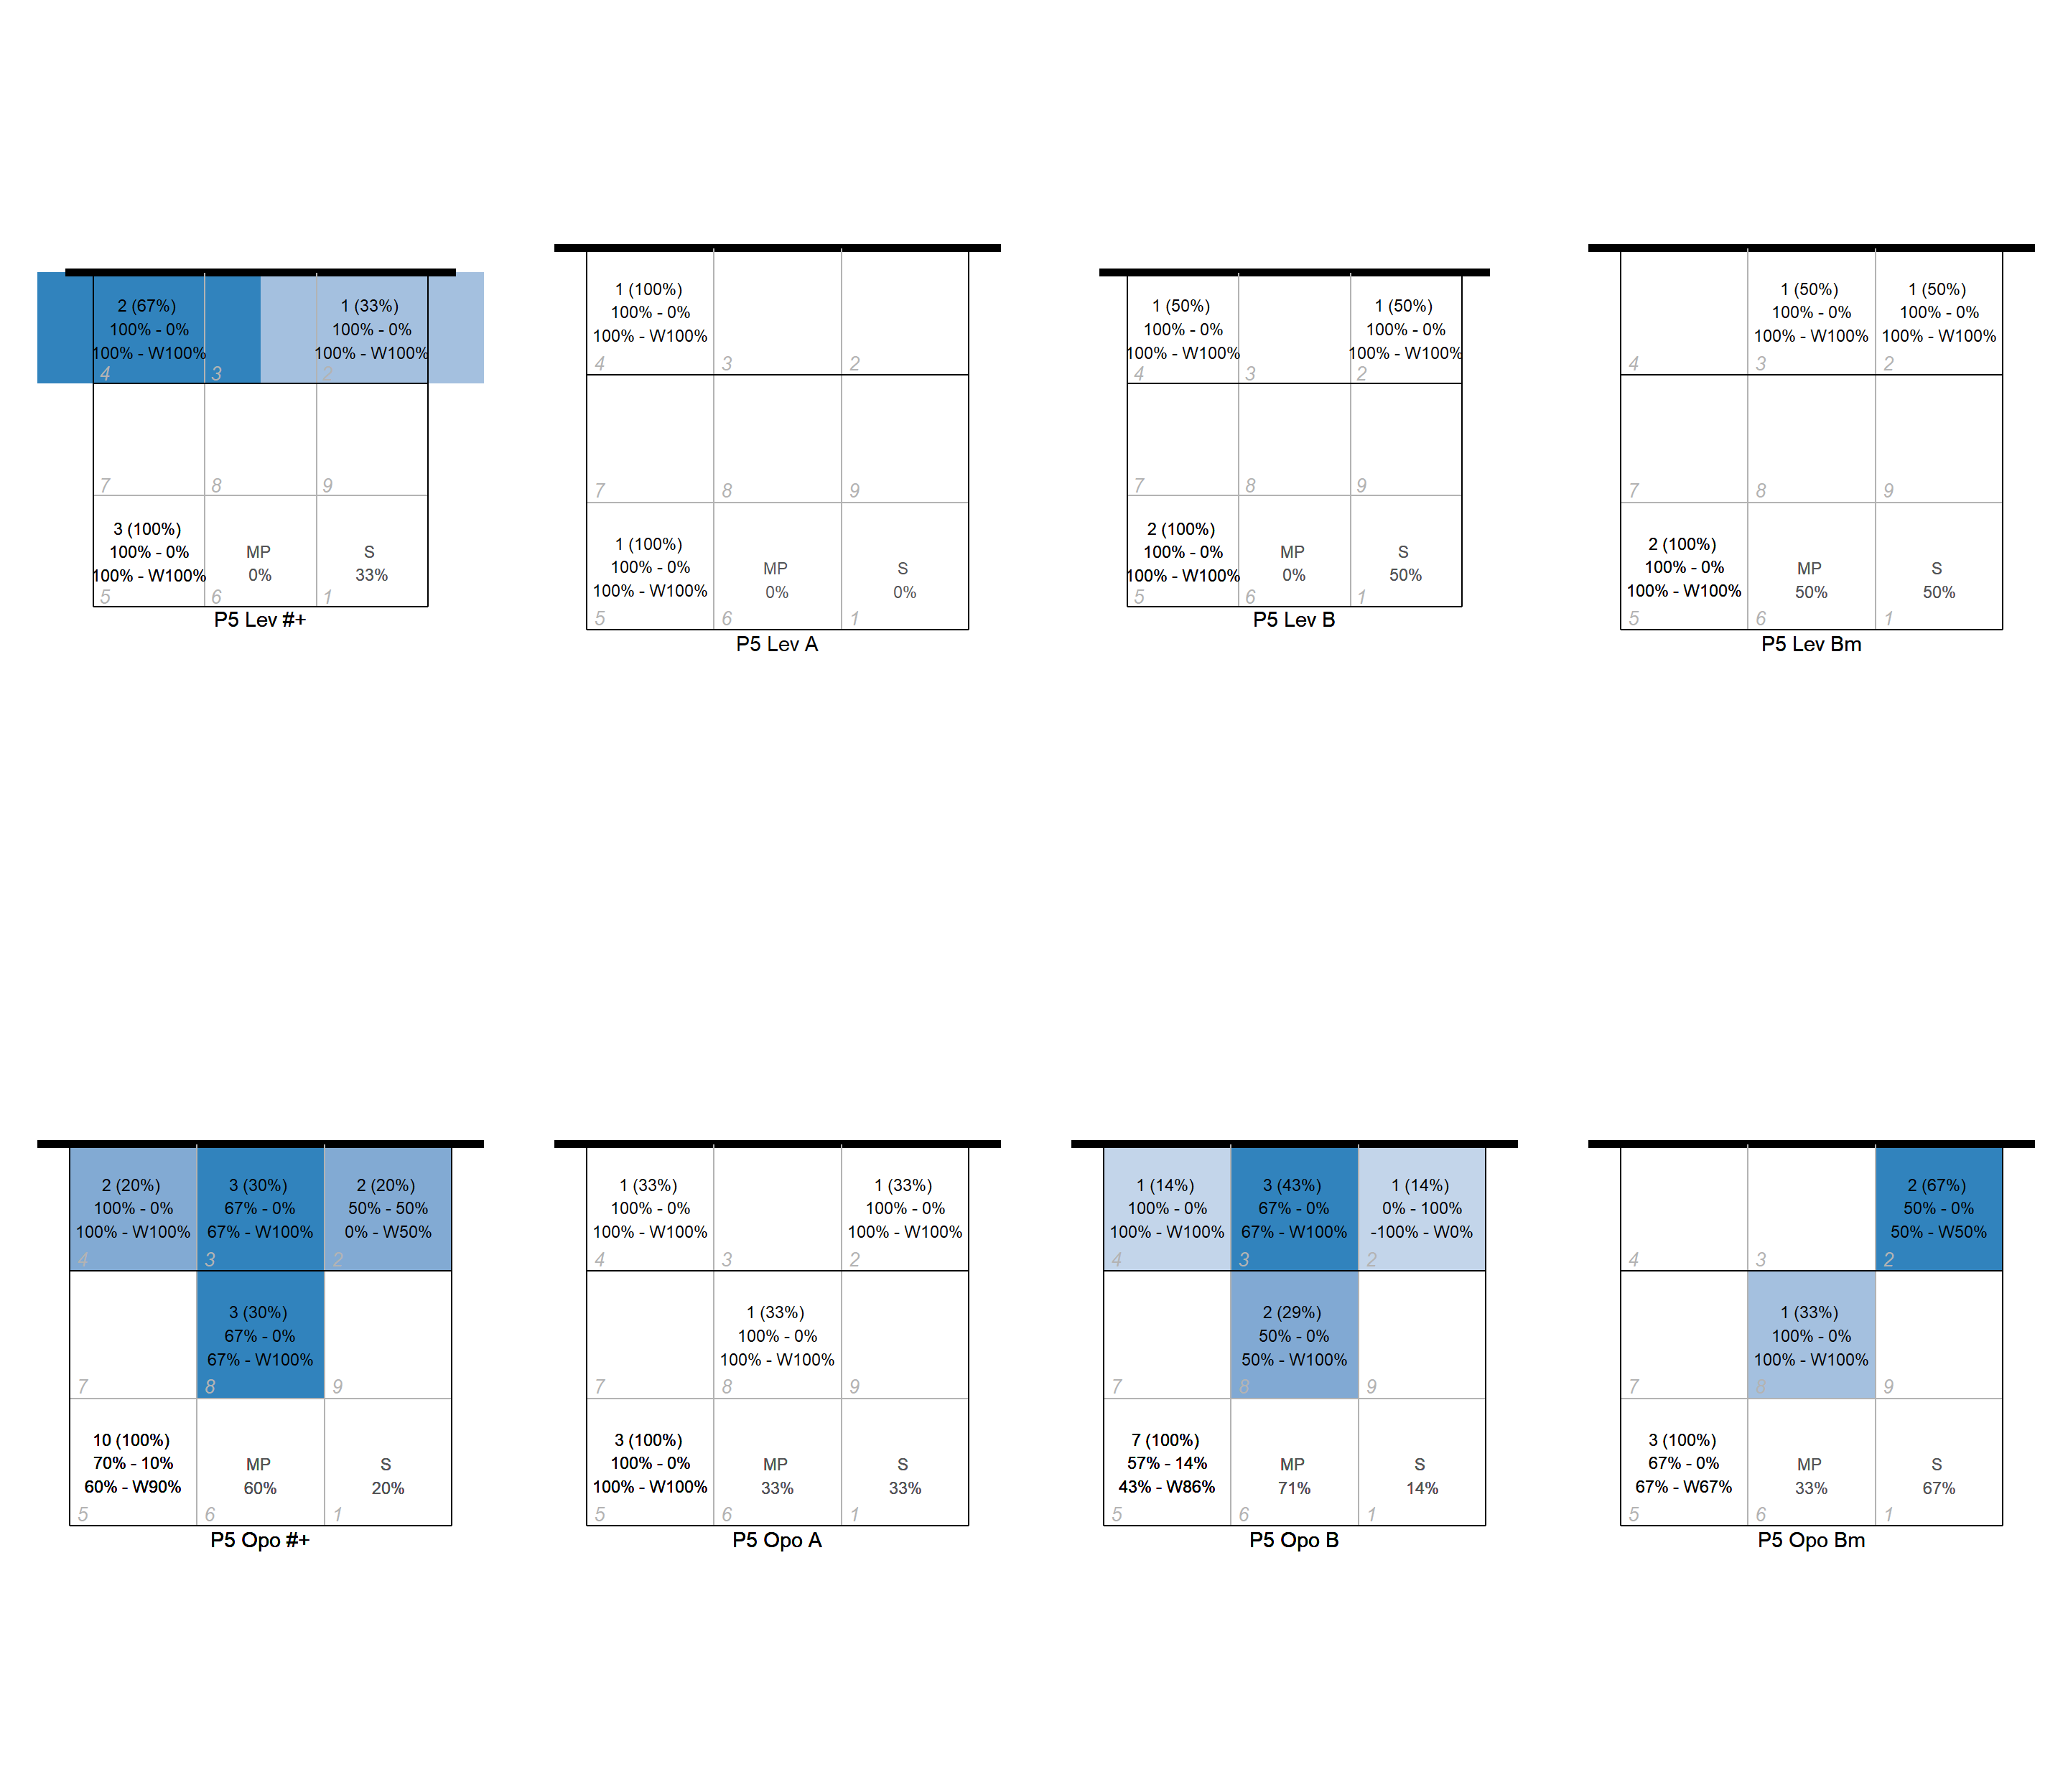 2 (67%)
100% - 0%
100% - W100%
4
3
1 (33%)
100% - 0%
100% - W100%
2
7
8
9
3 (100%)
100% - 0%
100% - W100%
5
MP
0%
6
S
33%
1
P5 Lev #+
1 (100%)
100% - 0%
100% - W100%
4
3
2
7
8
9
1 (100%)
100% - 0%
100% - W100%
5
MP
0%
6
S
0%
1
P5 Lev A
1 (50%)
100% - 0%
100% - W100%
4
3
1 (50%)
100% - 0%
100% - W100%
2
7
8
9
2 (100%)
100% - 0%
100% - W100%
5
MP
0%
6
S
50%
1
P5 Lev B
4
1 (50%)
100% - 0%
100% - W100%
3
1 (50%)
100% - 0%
100% - W100%
2
7
8
9
2 (100%)
100% - 0%
100% - W100%
5
MP
50%
6
S
50%
1
P5 Lev Bm
2 (20%)
100% - 0%
100% - W100%
4
3 (30%)
67% - 0%
67% - W100%
3
2 (20%)
50% - 50%
0% - W50%
2
7
3 (30%)
67% - 0%
67% - W100%
8
9
10 (100%)
70% - 10%
60% - W90%
5
MP
60%
6
S
20%
1
P5 Opo #+
1 (33%)
100% - 0%
100% - W100%
4
3
1 (33%)
100% - 0%
100% - W100%
2
7
1 (33%)
100% - 0%
100% - W100%
8
9
3 (100%)
100% - 0%
100% - W100%
5
MP
33%
6
S
33%
1
P5 Opo A
1 (14%)
100% - 0%
100% - W100%
4
3 (43%)
67% - 0%
67% - W100%
3
1 (14%)
0% - 100%
-100% - W0%
2
7
2 (29%)
50% - 0%
50% - W100%
8
9
7 (100%)
57% - 14%
43% - W86%
5
MP
71%
6
S
14%
1
P5 Opo B
4
3
2 (67%)
50% - 0%
50% - W50%
2
7
1 (33%)
100% - 0%
100% - W100%
8
9
3 (100%)
67% - 0%
67% - W67%
5
MP
33%
6
S
67%
1
P5 Opo Bm